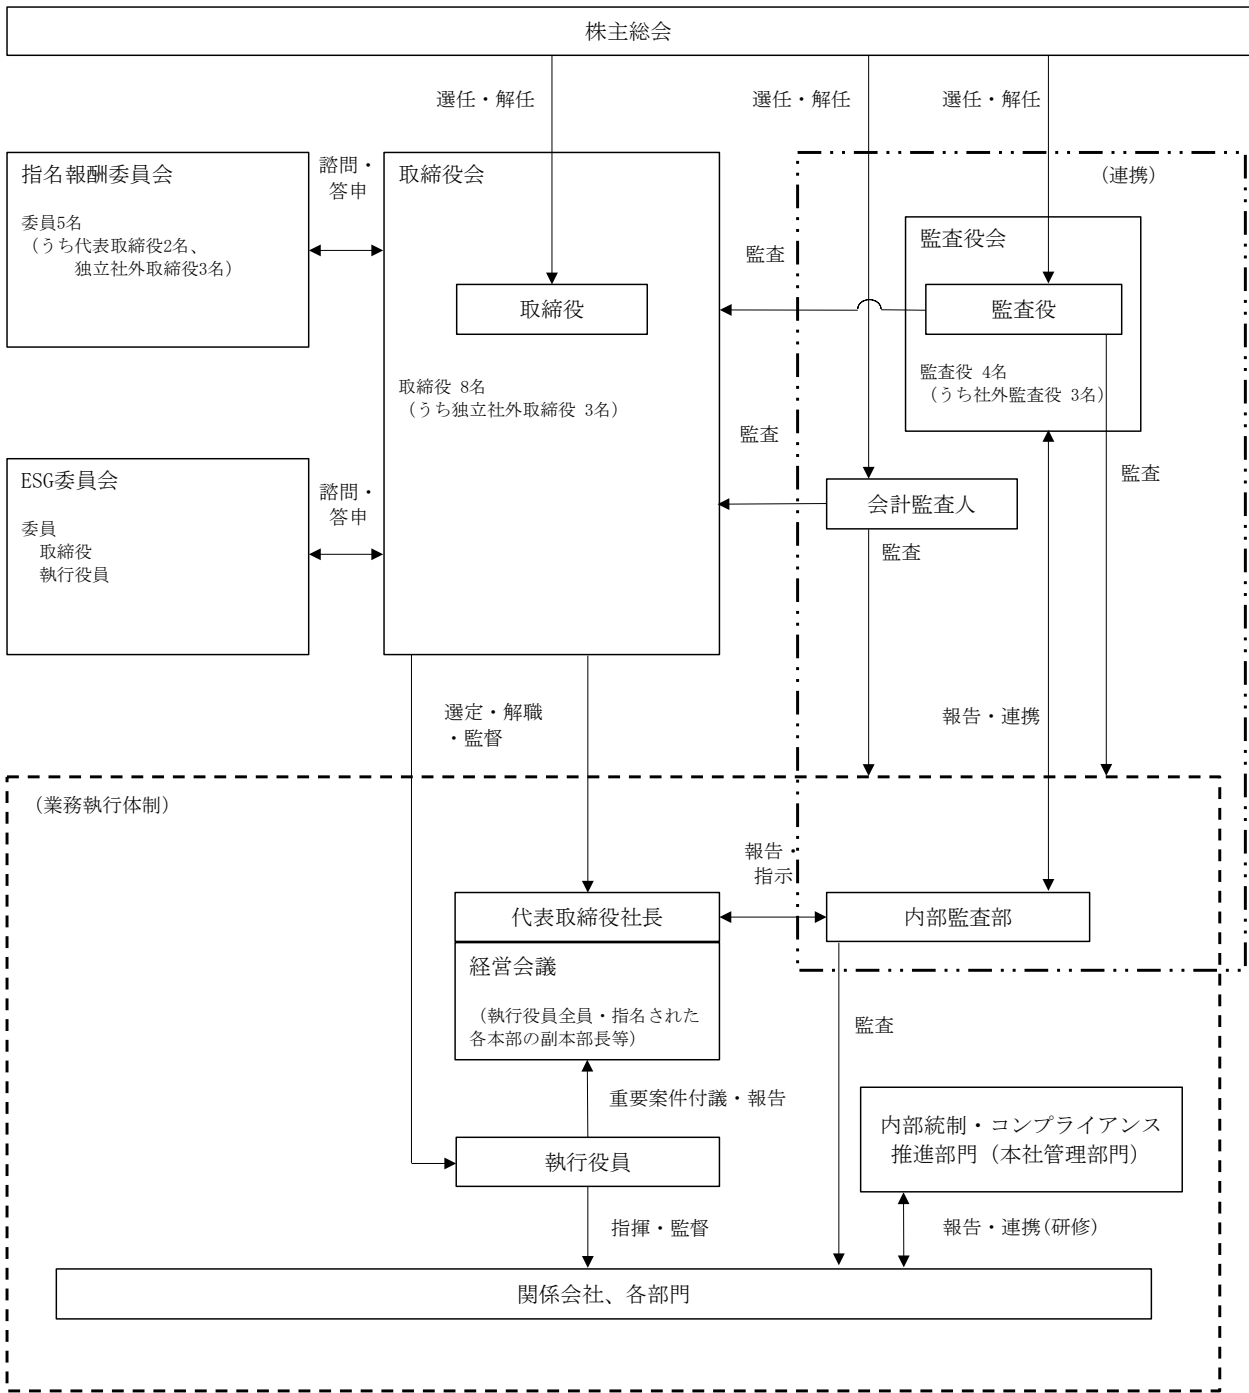 株主総会
選任・解任
選任・解任
選任・解任
指名報酬委員会
委員5名
（うち代表取締役2名、
独立社外取締役3名）
諮問・
答申
取締役会
取締役
取締役 8名
（うち独立社外取締役 3名）
(連携)
監査役会
監査
監査役
監査役 4名
（うち社外監査役 3名）
監査
会計監査人
監査
監査
ESG委員会
委員
取締役
執行役員
諮問・
答申
選定・解職
・監督
報告・連携
(業務執行体制)
報告・
指示
代表取締役社長
内部監査部
経営会議
（執行役員全員・指名された
各本部の副本部長等）
監査
重要案件付議・報告
内部統制・コンプライアンス
推進部門（本社管理部門）
執行役員
指揮・監督
報告・連携(研修)
関係会社、各部門